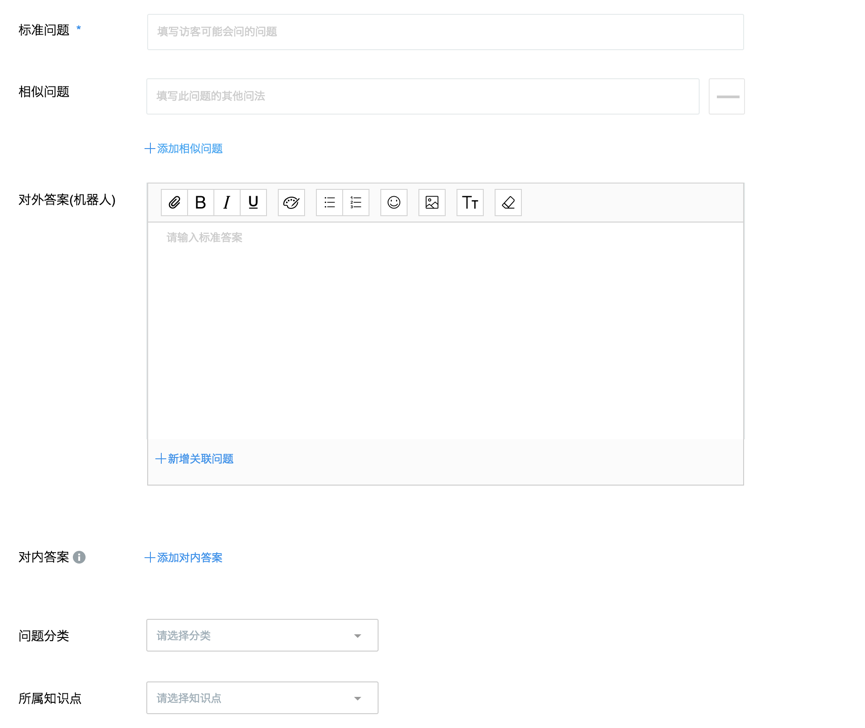 标准问题 *
填写访客可能会问的问题
相似问题
填写此问题的其他问法
+添加相似问题
对外答案(机器人)
B I U TT
请输入标准答案
+新增关联问题
对内答案
+添加对内答案
问题分类
请选择分类
所属知识点
请选择知识点